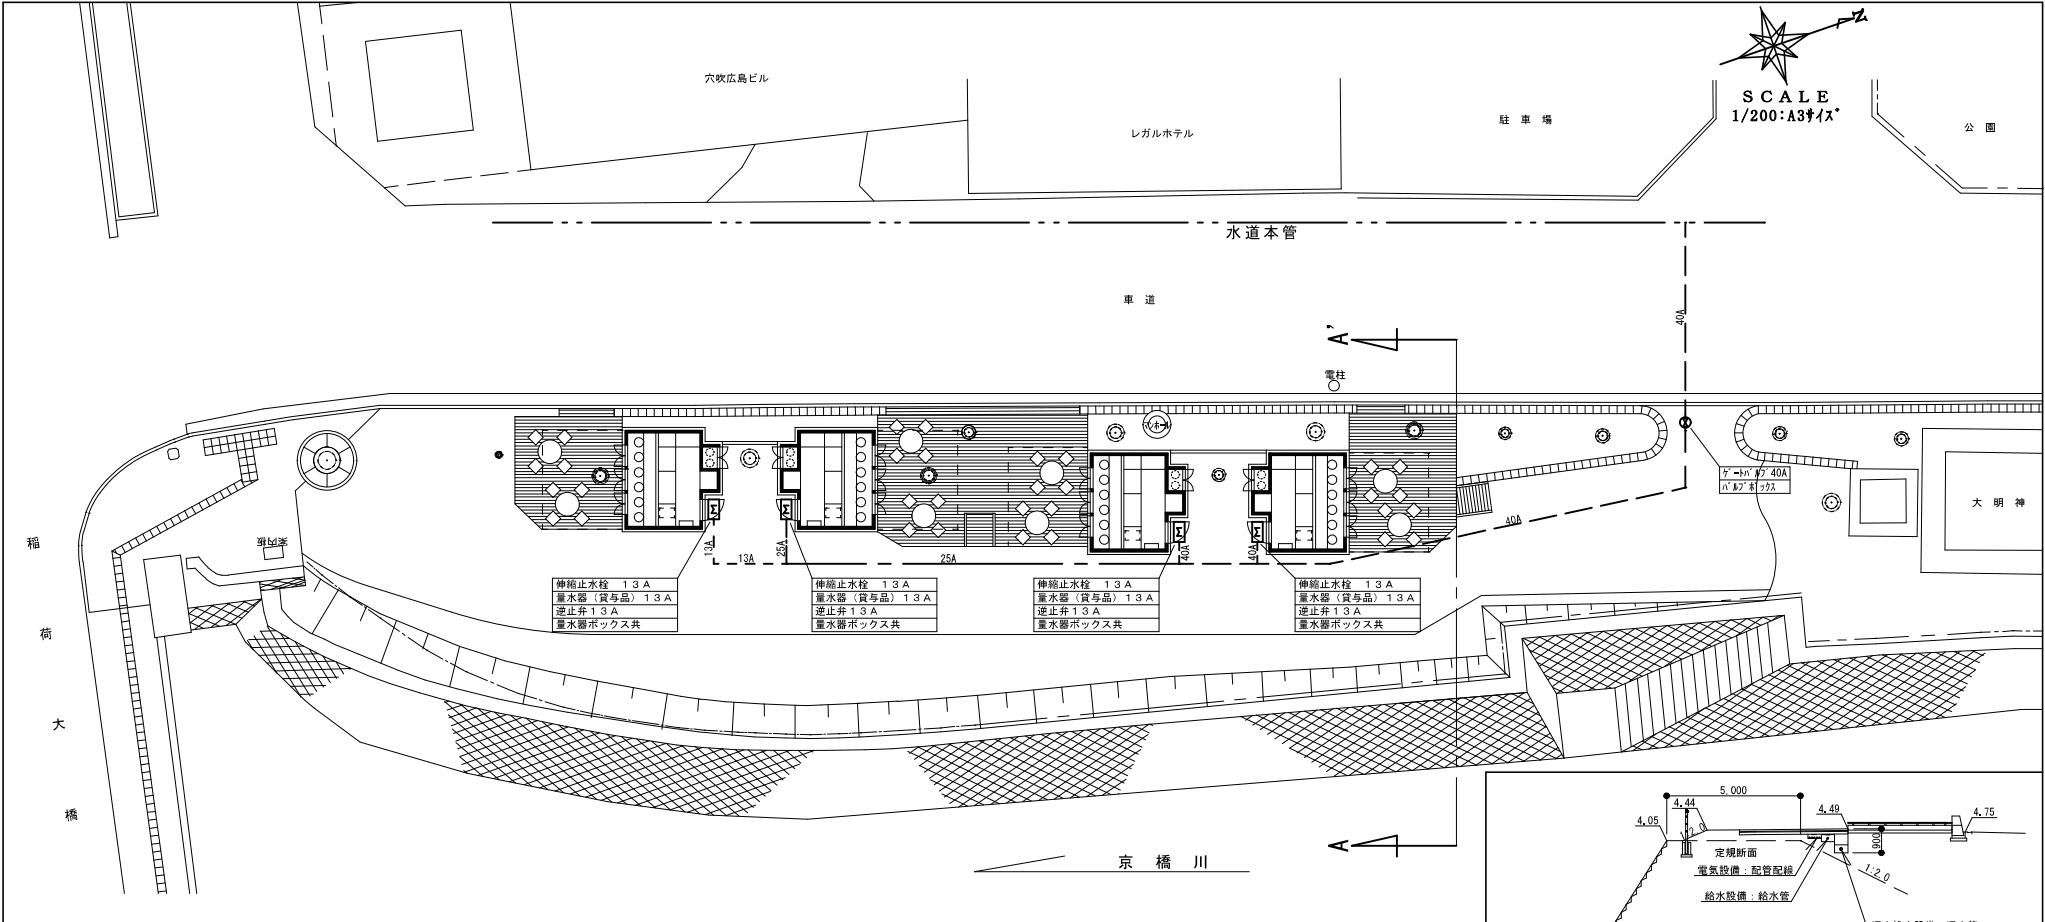 穴吹広島ビル
レガルホテル
駐 車 場
公 園
N
SCALE
1/200:A3サイズ
水道本管
車 道
40A
A'
電柱
マンホール
ゲートバルブ40A
バルブボックス
大 明 神
案内板
稲荷大橋
13A
13A
25A
25A
40A
40A
40A
伸縮止水栓 13A
量水器(貸与品)13A
逆止弁13A
量水器ボックス共
伸縮止水栓 13A
量水器(貸与品)13A
逆止弁13A
量水器ボックス共
伸縮止水栓 13A
量水器(貸与品)13A
逆止弁13A
量水器ボックス共
伸縮止水栓 13A
量水器(貸与品)13A
逆止弁13A
量水器ボックス共
A
京 橋 川
5,000
4.44
4.49
4.75
4.05
900
定規断面
電気設備:配管配線
1:2.0
給水設備:給水管